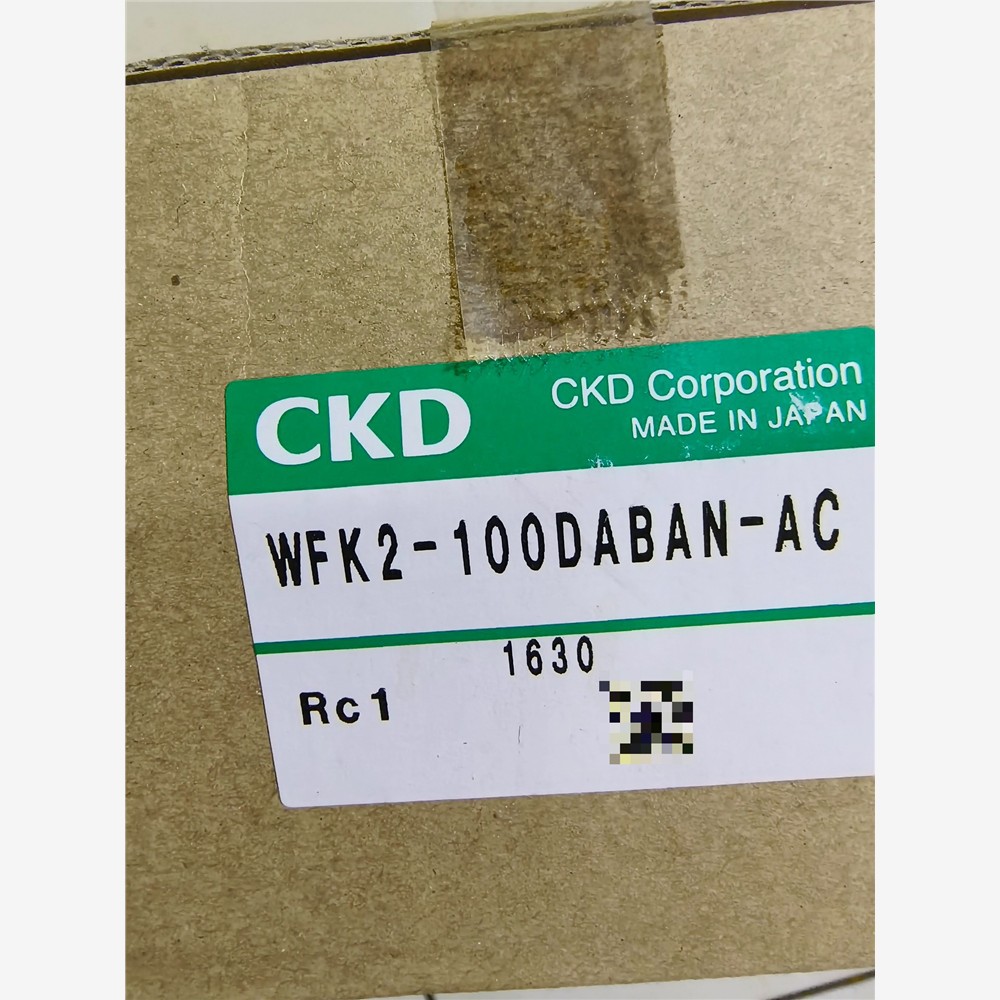 CKD
CKD Corporation
MADE IN JAPAN
WFK2-100DABAN-AC
1630
Rc1